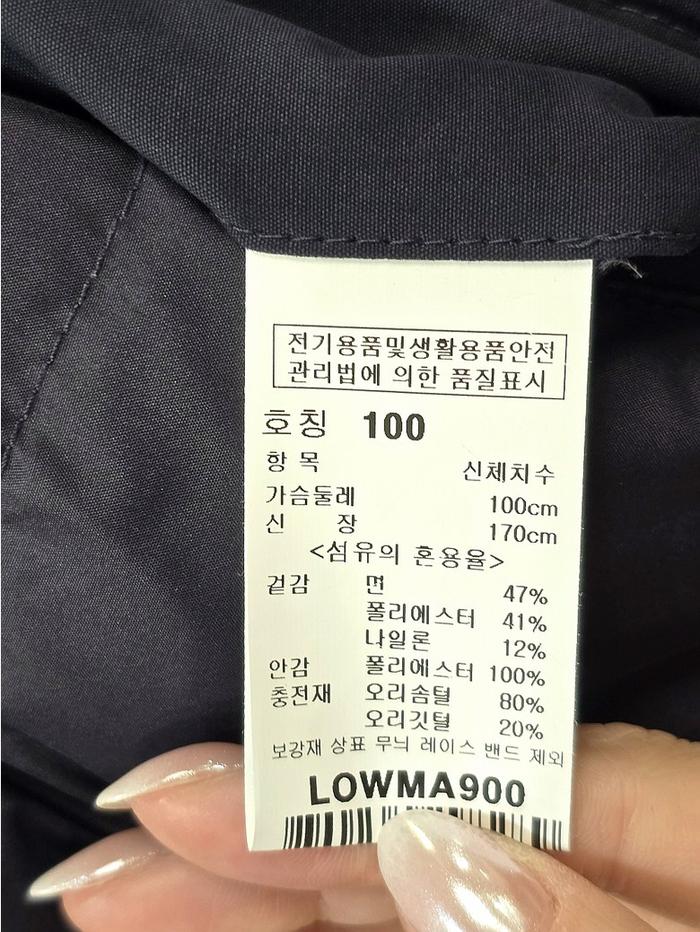 전기용품및생활용품안전
관리법에 의한 품질표시
호칭 100
항 목 신체치수
가슴둘레 100cm
신 장 170cm
<섬유의 혼용율>
겉감 면 47%
폴리에스터 41%
나일론 12%
안감 폴리에스터 100%
충전재 오리솜털 80%
오리깃털 20%
보강재 상표 무늬 레이스 밴드 제외
LOWMA900